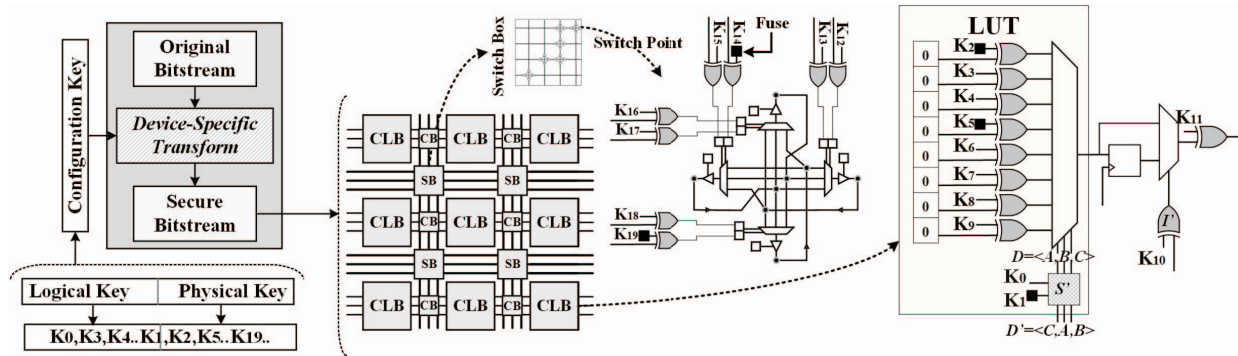 Configuration Key
Original
Bitstream
Device-Specific
Transform
Secure
Bitstream
Logical Key
Physical Key
K0,K3,K4..K1,K2,K5..K19..
Switch Box
Switch Point
CLB CB CLB CB CLB
SB SB
CLB CB CLB CB CLB
SB SB
CLB CB CLB CB CLB
K15
K14
Fuse
K13
K12
K16
K17
K18
K19
LUT
0 K2
0 K3
0 K4
0 K5
0 K6
0 K7
0 K8
0 K9
D=<A,B,C>
K0
K1
S'
D'=<C,A,B>
K11
I'
K10